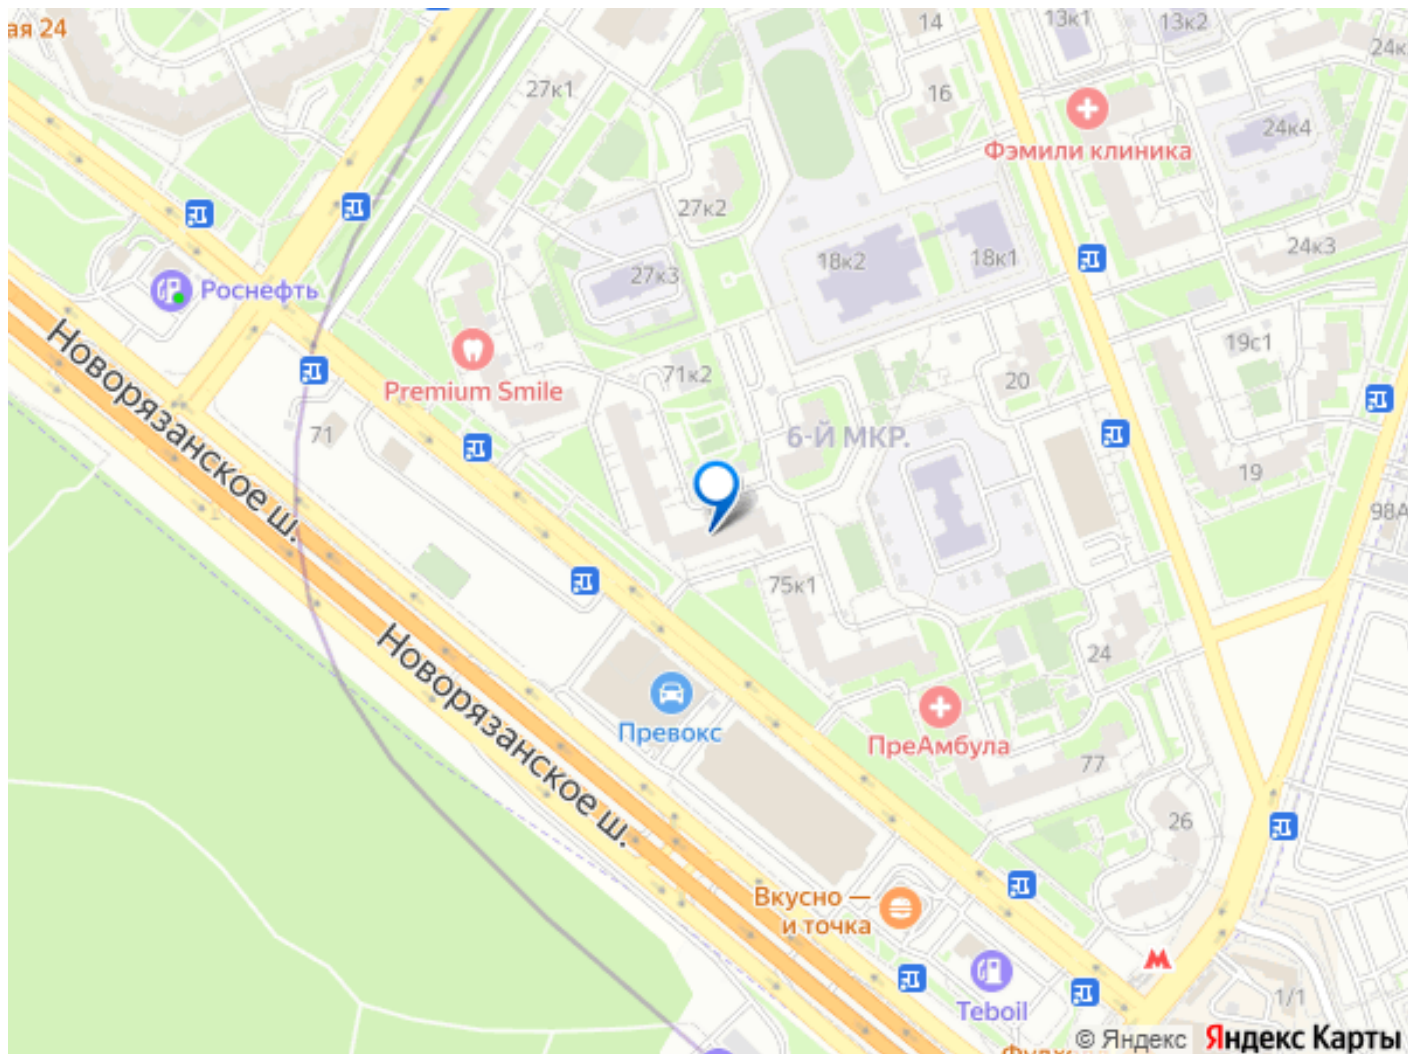 ая 24
14
13к1
13к2
24к
27к1
16
24к4
Фэмили клиника
27к2
18к2
18к1
24к3
27к3
Роснефть
19с1
Premium Smile
71к2
20
71
6-Й МКР.
19
98А
Новорязанское ш.
75к1
24
Новорязанское ш.
Превокс
ПреАмбула
77
26
Вкусно —
и точка
Teboil
1/1
© Яндекс Яндекс Карты